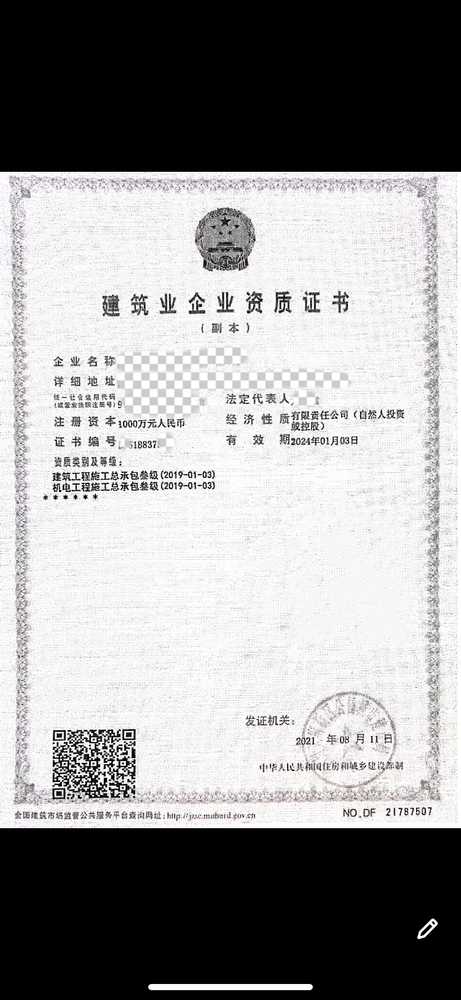 建筑业企业资质证书
(副本)
企业名称
详细地址
统一社会信用代码
(或营业执照注册号) 9
法定代表人
注册资本 1000万元人民币
经济性质 有限责任公司（自然人投资
或控股）
证书编号 518837
有效期 2024年01月03日
资质类别及等级：
建筑工程施工总承包叁级(2019-01-03)
机电工程施工总承包叁级(2019-01-03)
******
发证机关：
2021 年 08 月 11 日
中华人民共和国住房和城乡建设部制
全国建筑市场监管公共服务平台查询网址：http://jzsc.mohurd.gov.cn
NO.DF 21787507